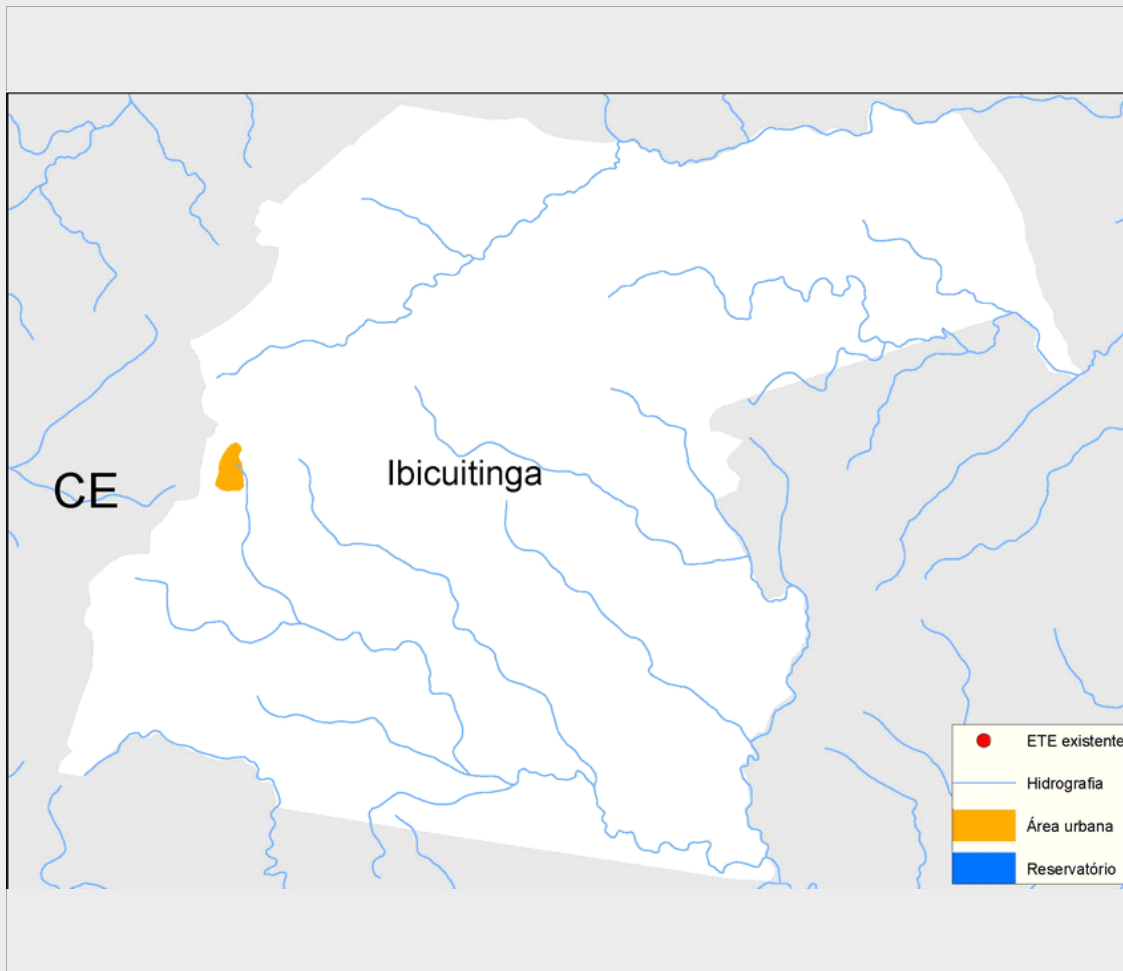 Ibicuitinga
CE
ETE existente
Hidrografia
Área urbana
Reservatório